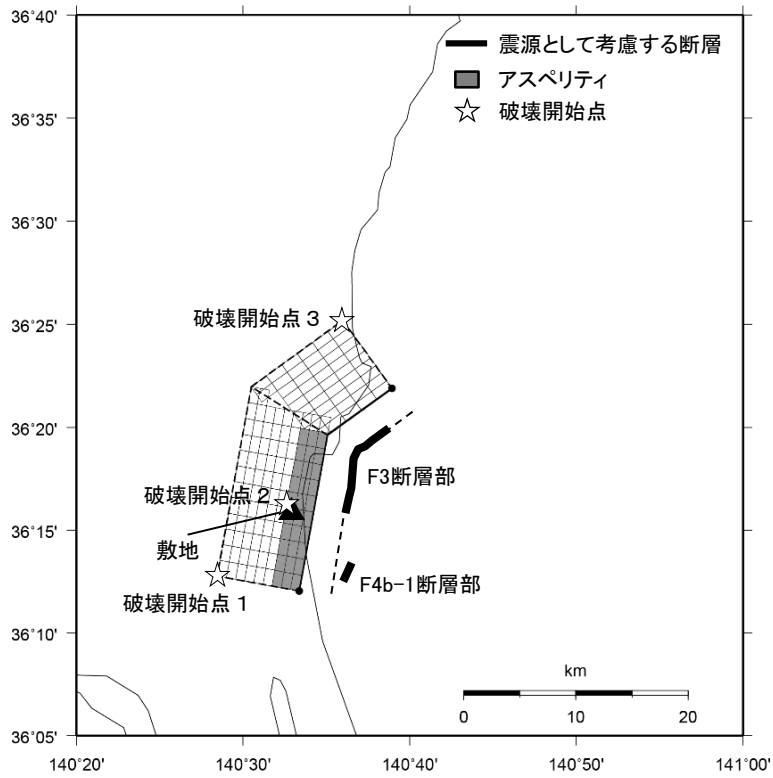 36°40'
震源として考慮する断層
アスペリティ
破壊開始点
36°35'
36°30'
36°25'
破壊開始点3
36°20'
F3断層部
破壊開始点2
36°15'
敷地
F4b-1断層部
破壊開始点1
36°10'
km
0 10 20
36°05'
140°20' 140°30' 140°40' 140°50' 141°00'